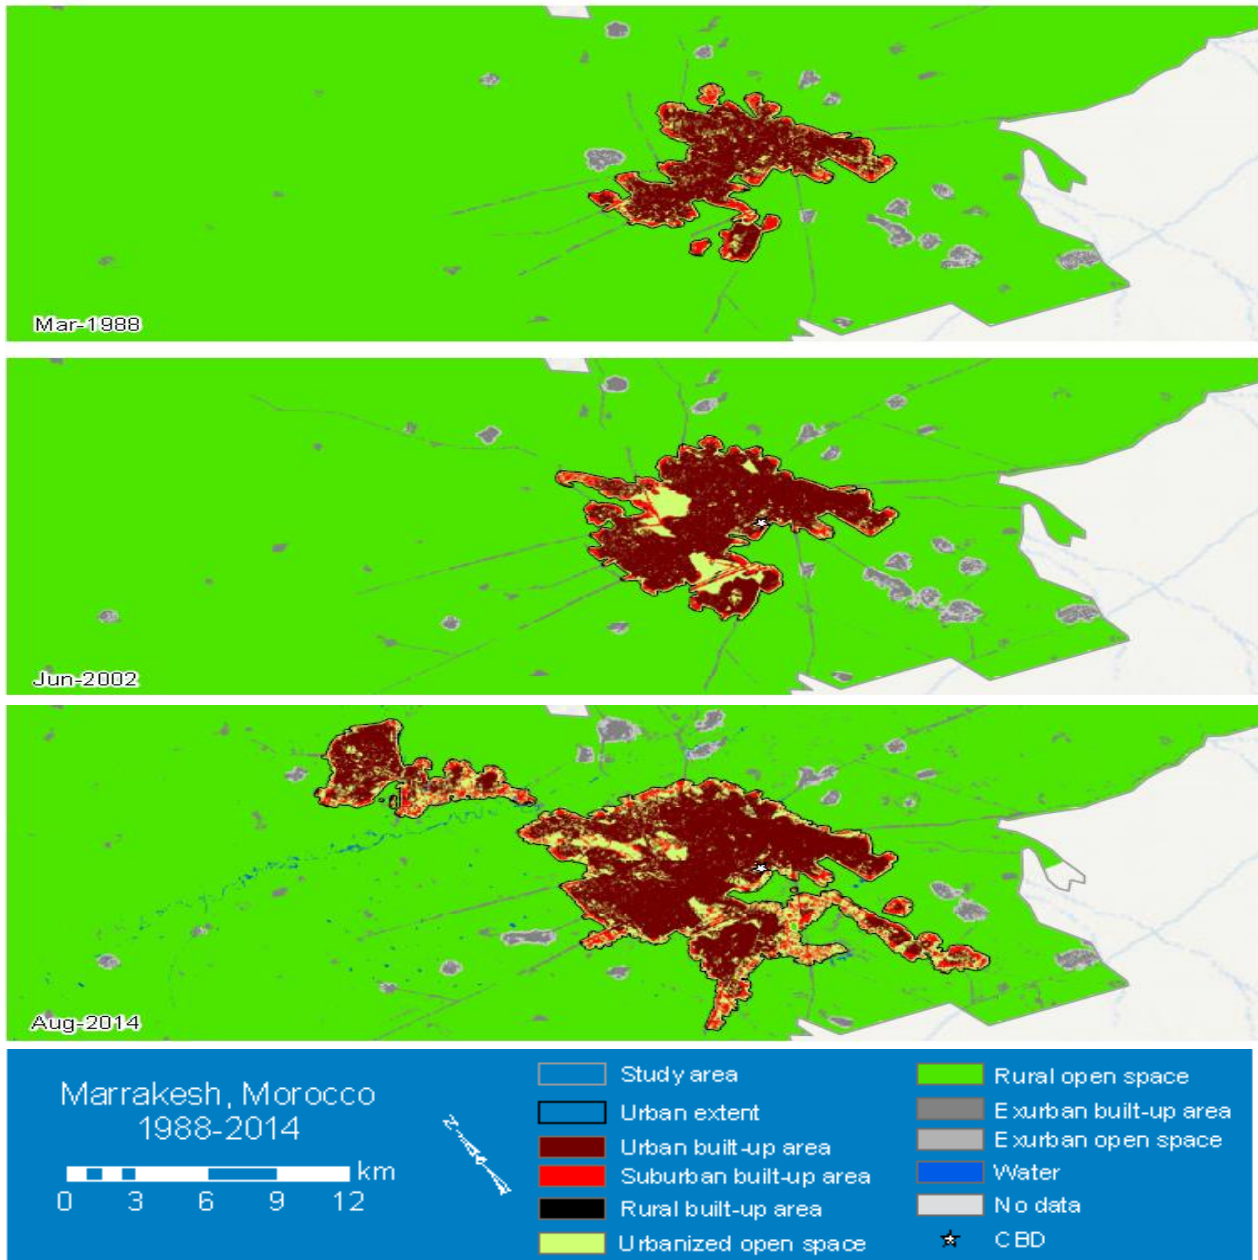 Mar-1988
Jun-2002
Aug-2014
Marrakesh, Morocco
1988-2014
km
0 3 6 9 12
N
Study area
Urban extent
Urban built-up area
Suburban built-up area
Rural built-up area
Urbanized open space
Rural open space
Exurban built-up area
Exurban open space
Water
No data
CBD